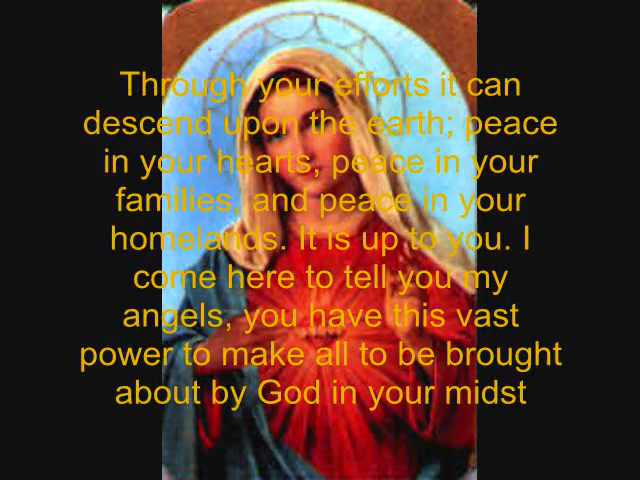 Through your efforts it can
descend upon the earth; peace
in your hearts, peace in your
families, and peace in your
homelands. It is up to you. I
come here to tell you my
angels, you have this vast
power to make all to be brought
about by God in your midst